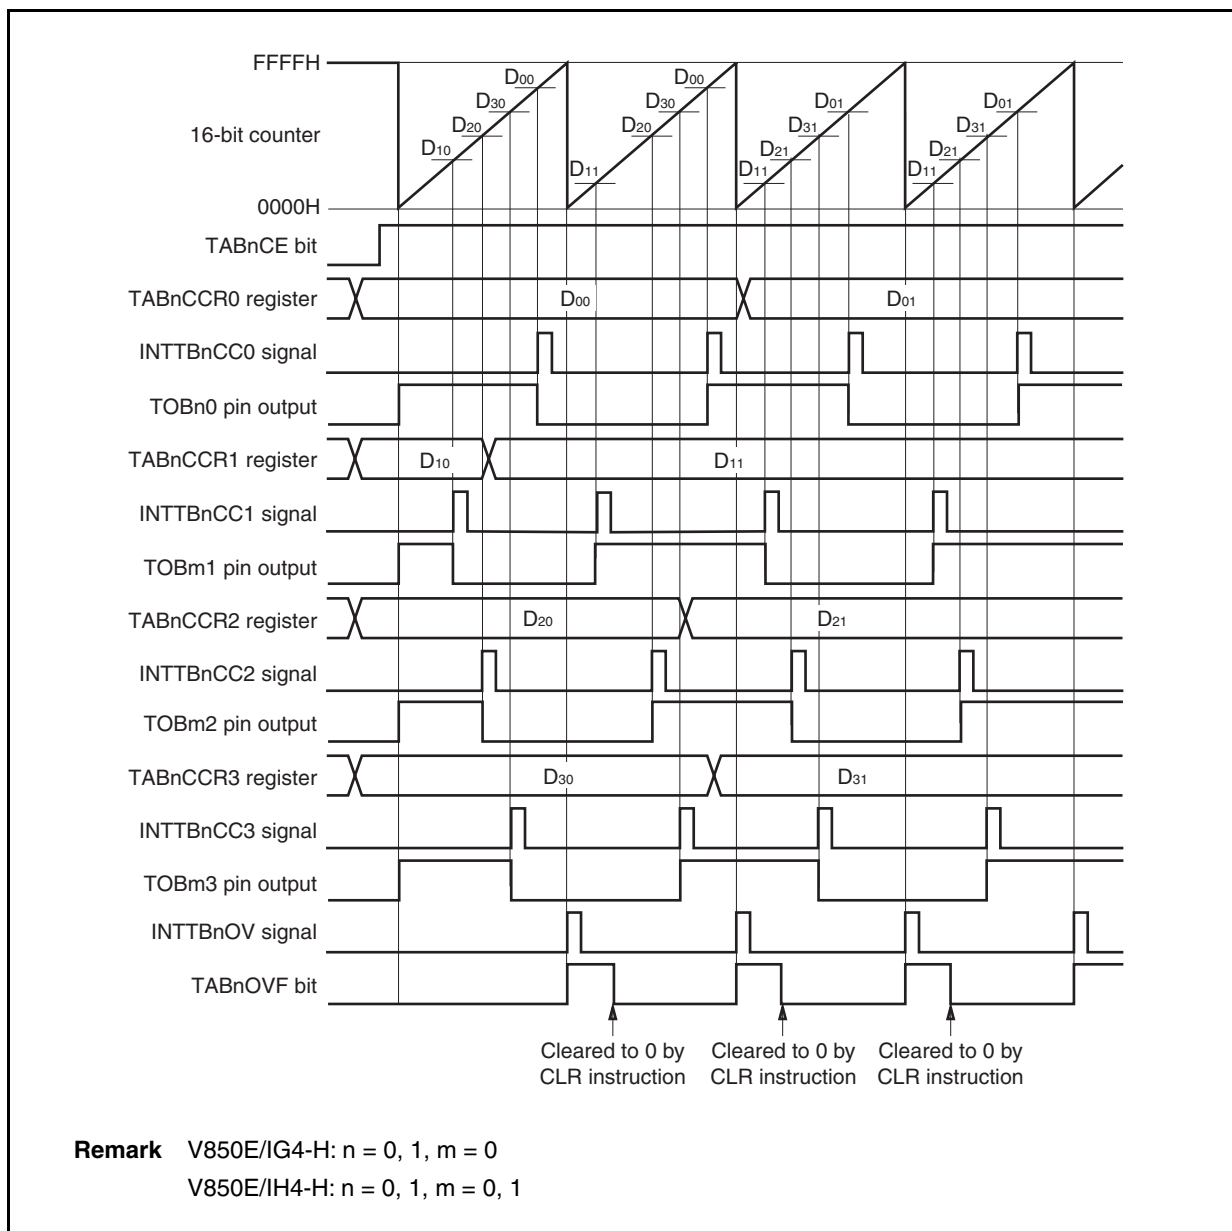 FFFFH
D00 D00
D30 D30 D01 D01
16-bit counter
D20 D20 D31 D31
D10 D21 D21
D11 D11 D11
0000H
TABnCE bit
TABnCCR0 register D00 D01
INTTBnCC0 signal
TOBn0 pin output
TABnCCR1 register D10 D11
INTTBnCC1 signal
TOBm1 pin output
TABnCCR2 register D20 D21
INTTBnCC2 signal
TOBm2 pin output
TABnCCR3 register D30 D31
INTTBnCC3 signal
TOBm3 pin output
INTTBnOV signal
TABnOVF bit
Cleared to 0 by
CLR instruction
Cleared to 0 by
CLR instruction
Cleared to 0 by
CLR instruction
Remark V850E/IG4-H: n = 0, 1, m = 0
V850E/IH4-H: n = 0, 1, m = 0, 1